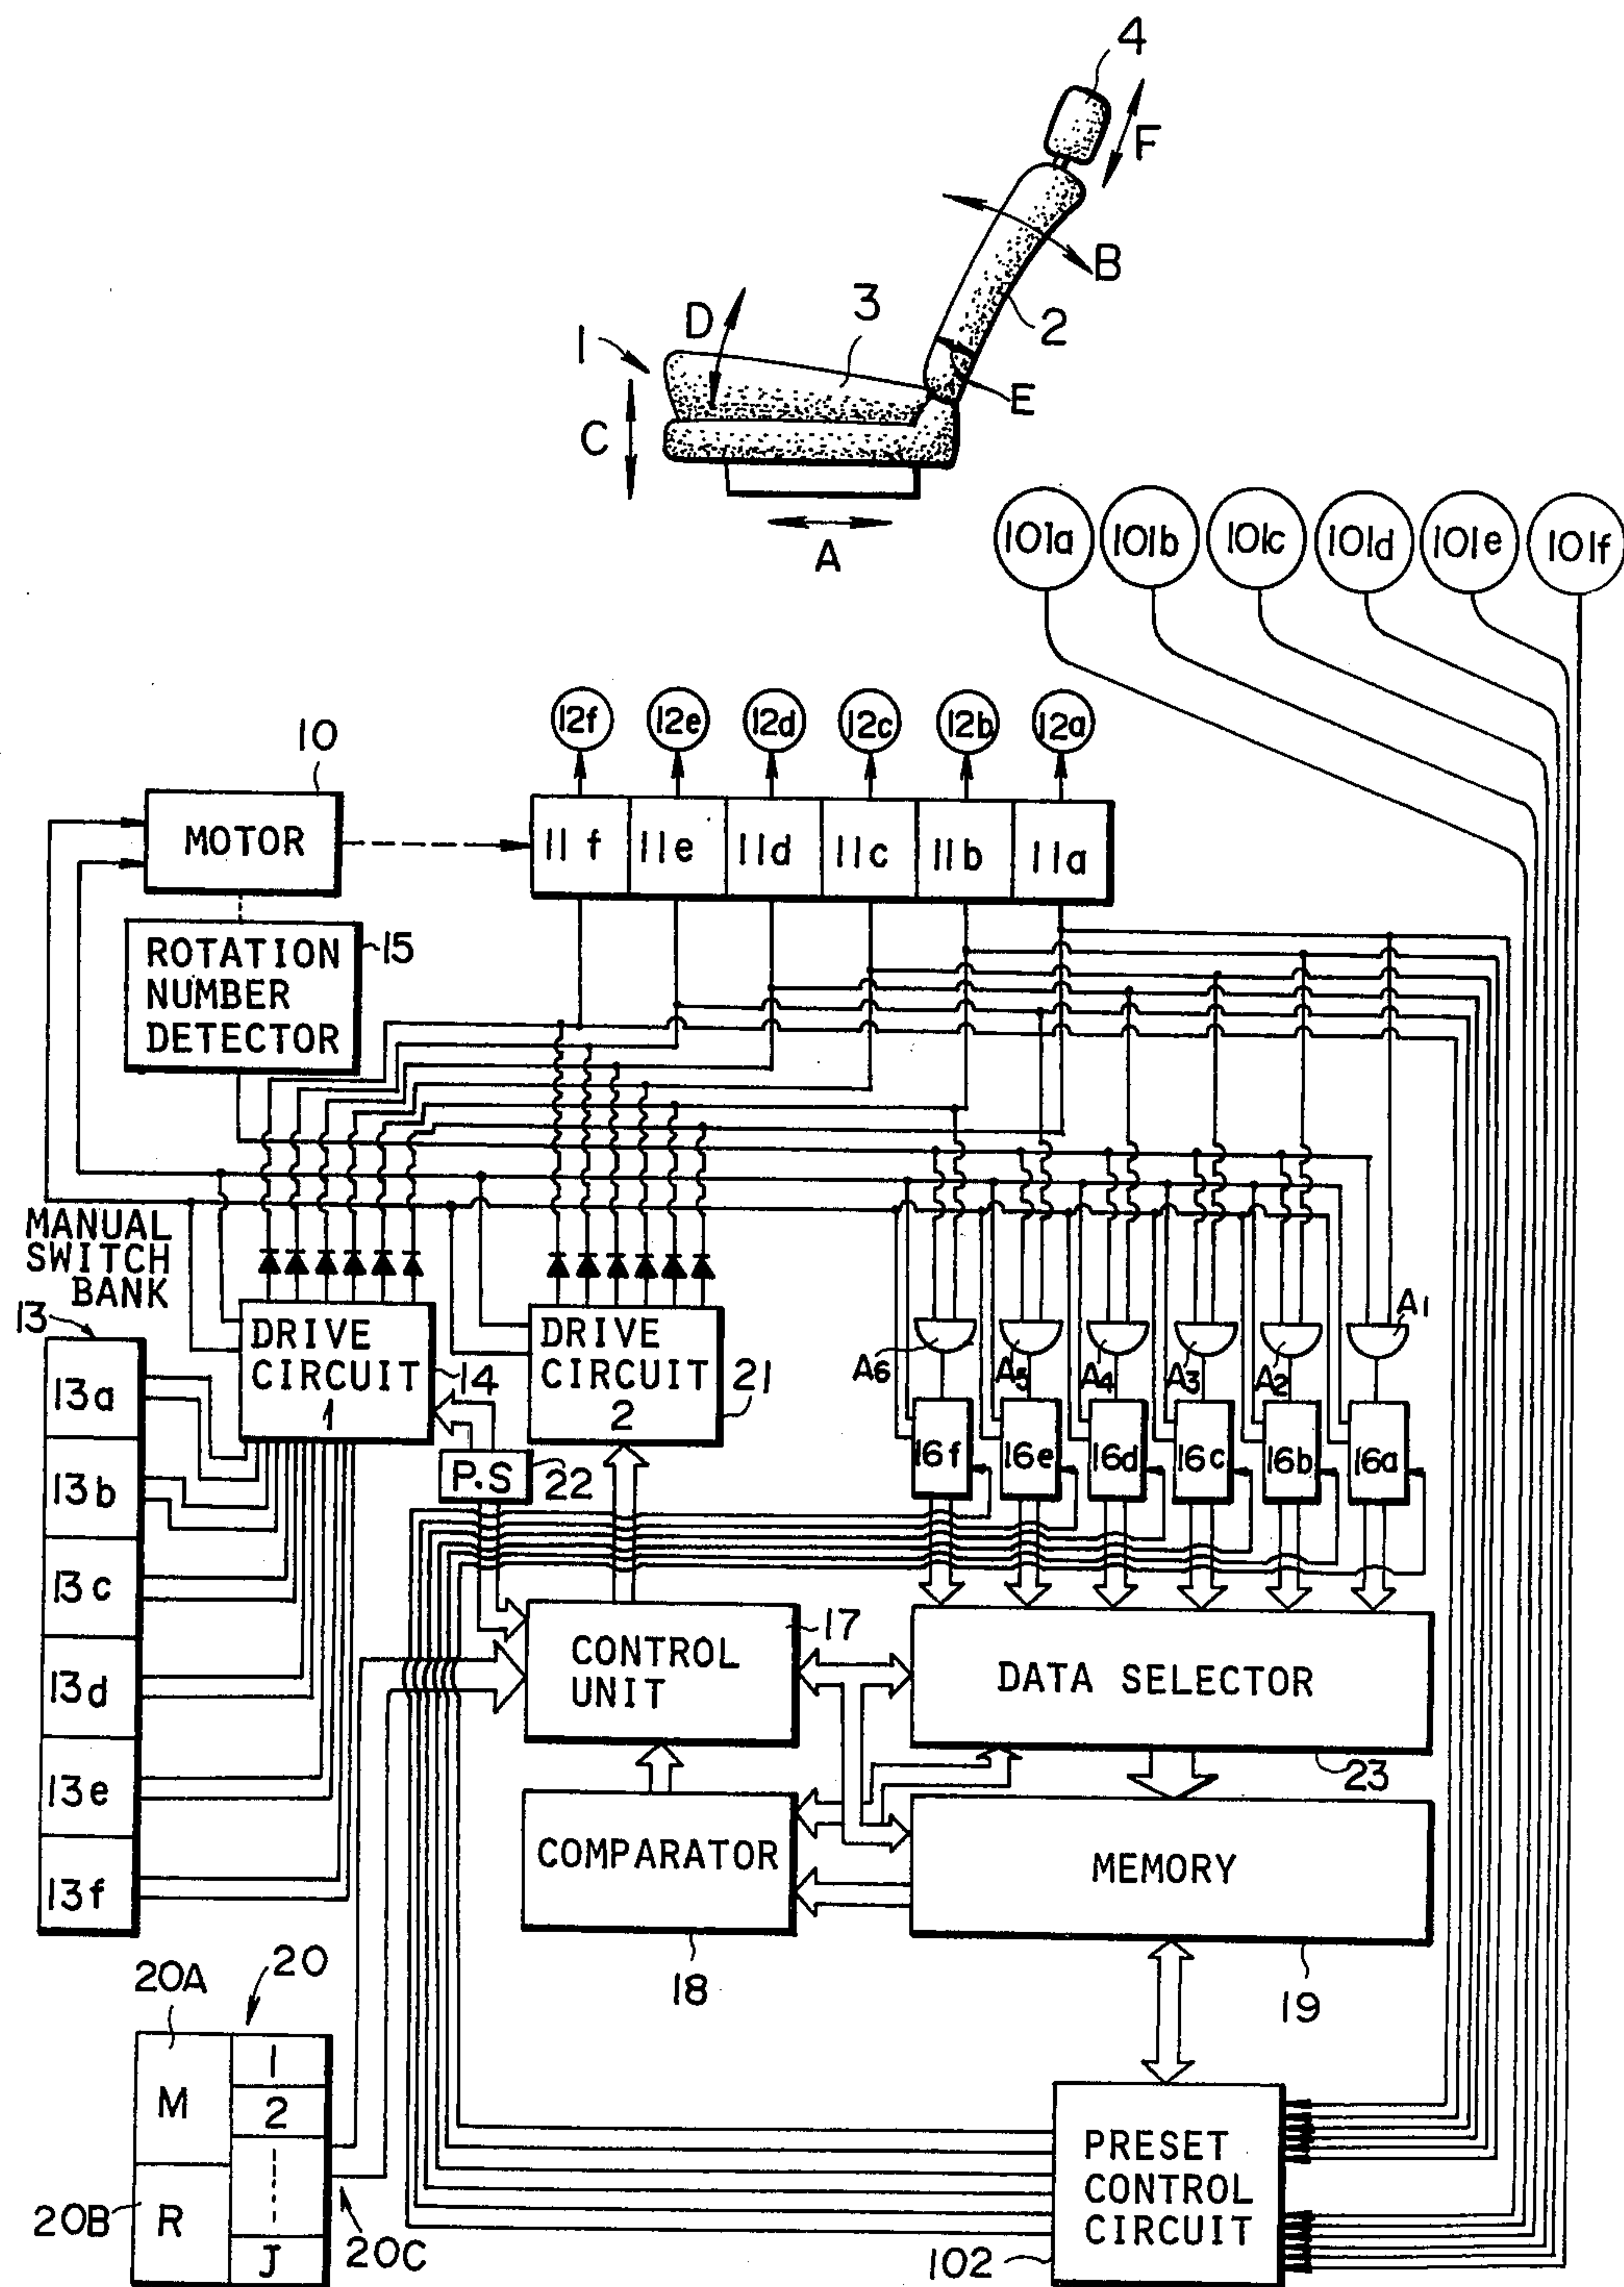 4
F
B
2
3
D
1
E
C
A
101a 101b 101c 101d 101e 101f
12f 12e 12d 12c 12b 12a
10
MOTOR
11f 11e 11d 11c 11b 11a
ROTATION
NUMBER
DETECTOR
15
MANUAL
SWITCH
BANK
13
DRIVE
CIRCUIT
1
14
DRIVE
CIRCUIT
2
21
A6 A5 A4 A3 A2 A1
13a
13b
13c
13d
13e
13f
P.S
22
16f 16e 16d 16c 16b 16a
CONTROL
UNIT
17
DATA SELECTOR
23
COMPARATOR
18
MEMORY
19
20A
20
M
R
1
2
J
20B
20C
PRESET
CONTROL
CIRCUIT
102